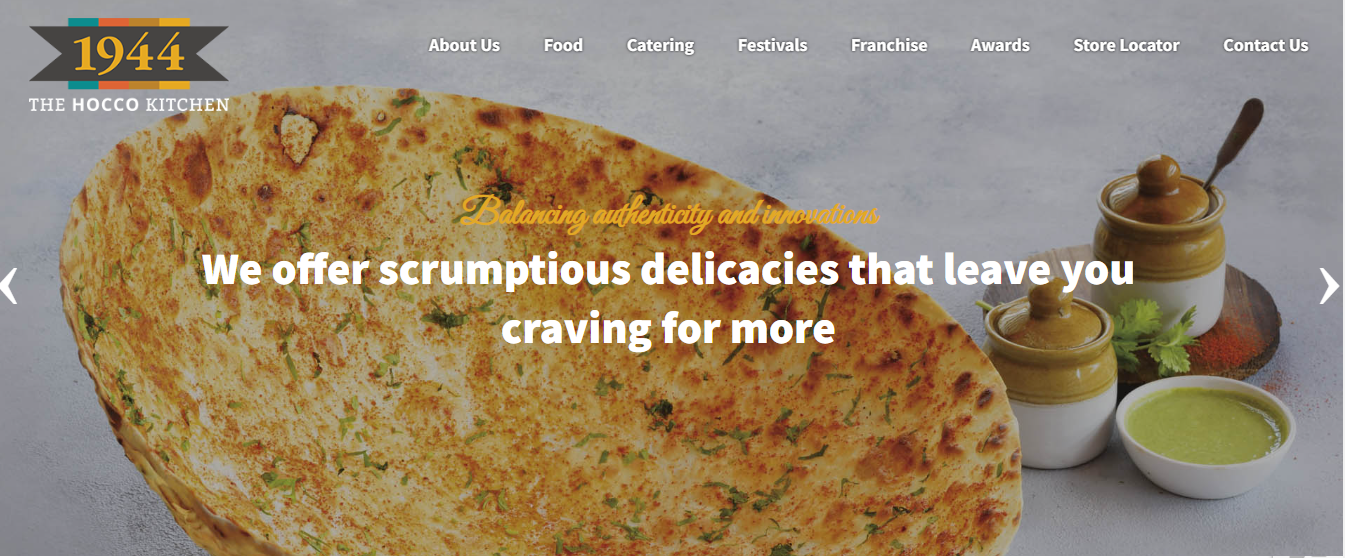 1944
THE HOCCO KITCHEN
About Us Food Catering Festivals Franchise Awards Store Locator Contact Us
Balancing authenticity and innovations
We offer scrumptious delicacies that leave you
craving for more